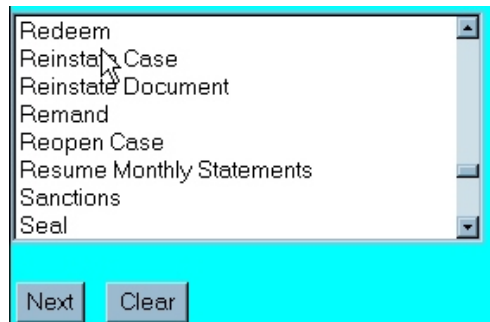 Redeem
Reinstate Case
Reinstate Document
Remand
Reopen Case
Resume Monthly Statements
Sanctions
Seal
Next Clear